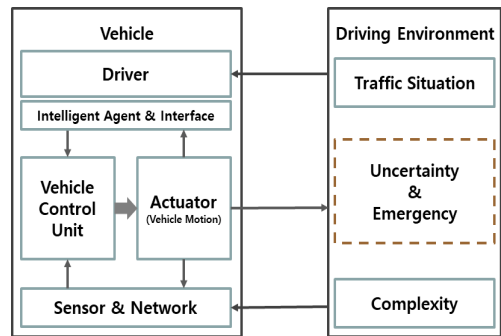 Vehicle
Driver
Intelligent Agent & Interface
Vehicle
Control
Unit
Actuator
(Vehicle Motion)
Sensor & Network
Driving Environment
Traffic Situation
Uncertainty
&
Emergency
Complexity